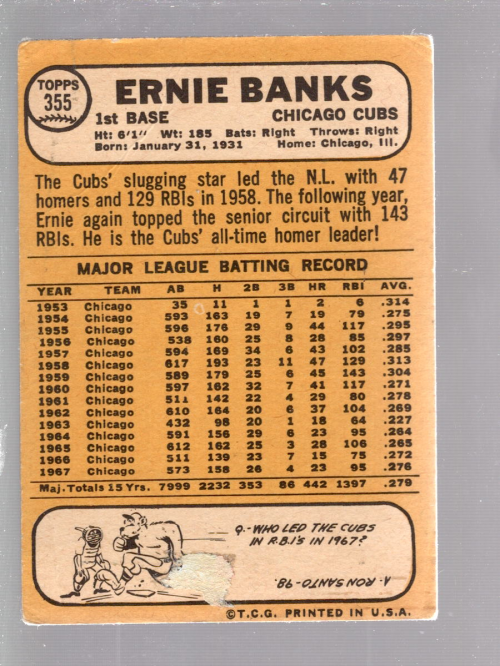 TOPPS
355
ERNIE BANKS
1st BASE CHICAGO CUBS
Ht: 6'1" Wt: 185 Bats: Right Throws: Right
Born: January 31, 1931 Home: Chicago, Ill.
The Cubs' slugging star led the N.L. with 47
homers and 129 RBIs in 1958. The following year,
Ernie again topped the senior circuit with 143
RBIs. He is the Cubs' all-time homer leader!
MAJOR LEAGUE BATTING RECORD
YEAR TEAM AB H 2B 3B HR RBI AVG.
1953 Chicago 35 11 1 1 2 6 .314
1954 Chicago 593 163 19 7 19 79 .275
1955 Chicago 596 176 29 9 44 117 .295
1956 Chicago 538 160 25 8 28 85 .297
1957 Chicago 594 169 34 6 43 102 .285
1958 Chicago 617 193 23 11 47 129 .313
1959 Chicago 589 179 25 6 45 143 .304
1960 Chicago 597 162 32 7 41 117 .271
1961 Chicago 511 142 22 4 29 80 .278
1962 Chicago 610 164 20 6 37 104 .269
1963 Chicago 432 98 20 1 18 64 .227
1964 Chicago 591 156 29 6 23 95 .264
1965 Chicago 612 162 25 3 28 106 .265
1966 Chicago 511 139 23 7 15 75 .272
1967 Chicago 573 158 26 4 23 95 .276
Maj. Totals 15 Yrs. 7999 2232 353 86 442 1397 .279
Q.-WHO LED THE CUBS
IN R.B.I'S IN 1967?
A. RON SANTO-98.
©T.C.G. PRINTED IN U.S.A.